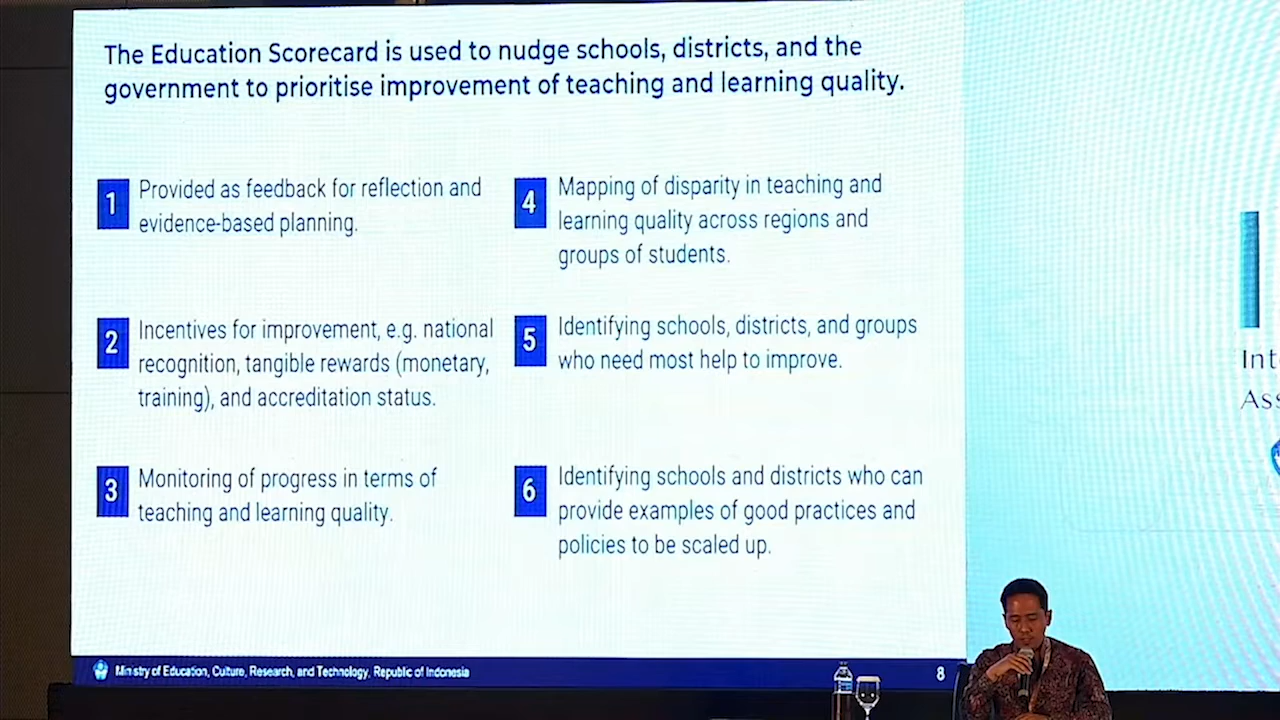 The Education Scorecard is used to nudge schools, districts, and the
government to prioritise improvement of teaching and learning quality.
1
Provided as feedback for reflection and
evidence-based planning.
2
Incentives for improvement, e.g. national
recognition, tangible rewards (monetary,
training), and accreditation status.
3
Monitoring of progress in terms of
teaching and learning quality.
4
Mapping of disparity in teaching and
learning quality across regions and
groups of students.
5
Identifying schools, districts, and groups
who need most help to improve.
6
Identifying schools and districts who can
provide examples of good practices and
policies to be scaled up.
Ministry of Education, Culture, Research, and Technology, Republic of Indonesia
8
Int
Ass